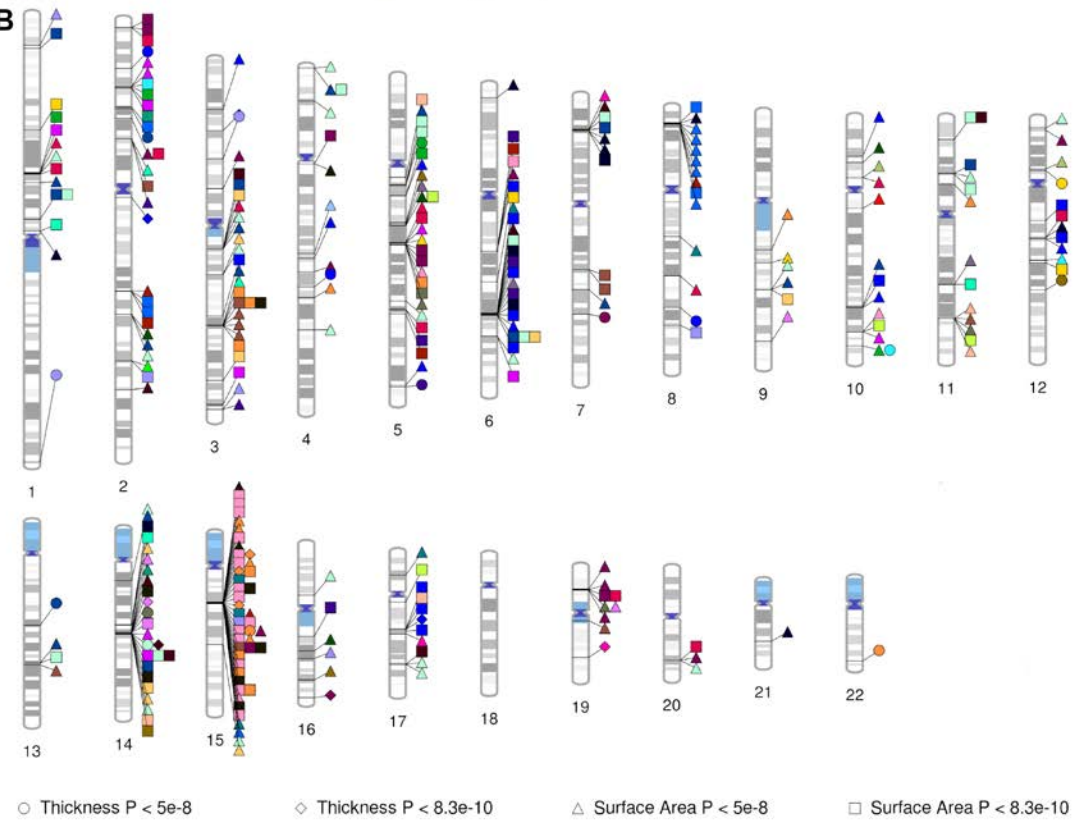 B
1 2 3 4 5 6 7 8 9 10 11 12
13 14 15 16 17 18 19 20 21 22
Thickness P < 5e-8 Thickness P < 8.3e-10 Surface Area P < 5e-8 Surface Area P < 8.3e-10